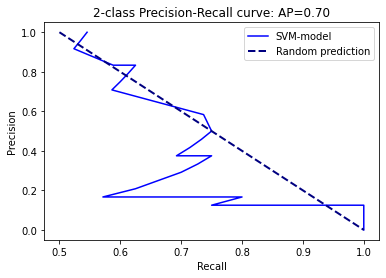 2-class Precision-Recall curve: AP=0.70
SVM-model
Random prediction
Precision
1.0
0.8
0.6
0.4
0.2
0.0
0.5
0.6
0.7
0.8
0.9
1.0
Recall